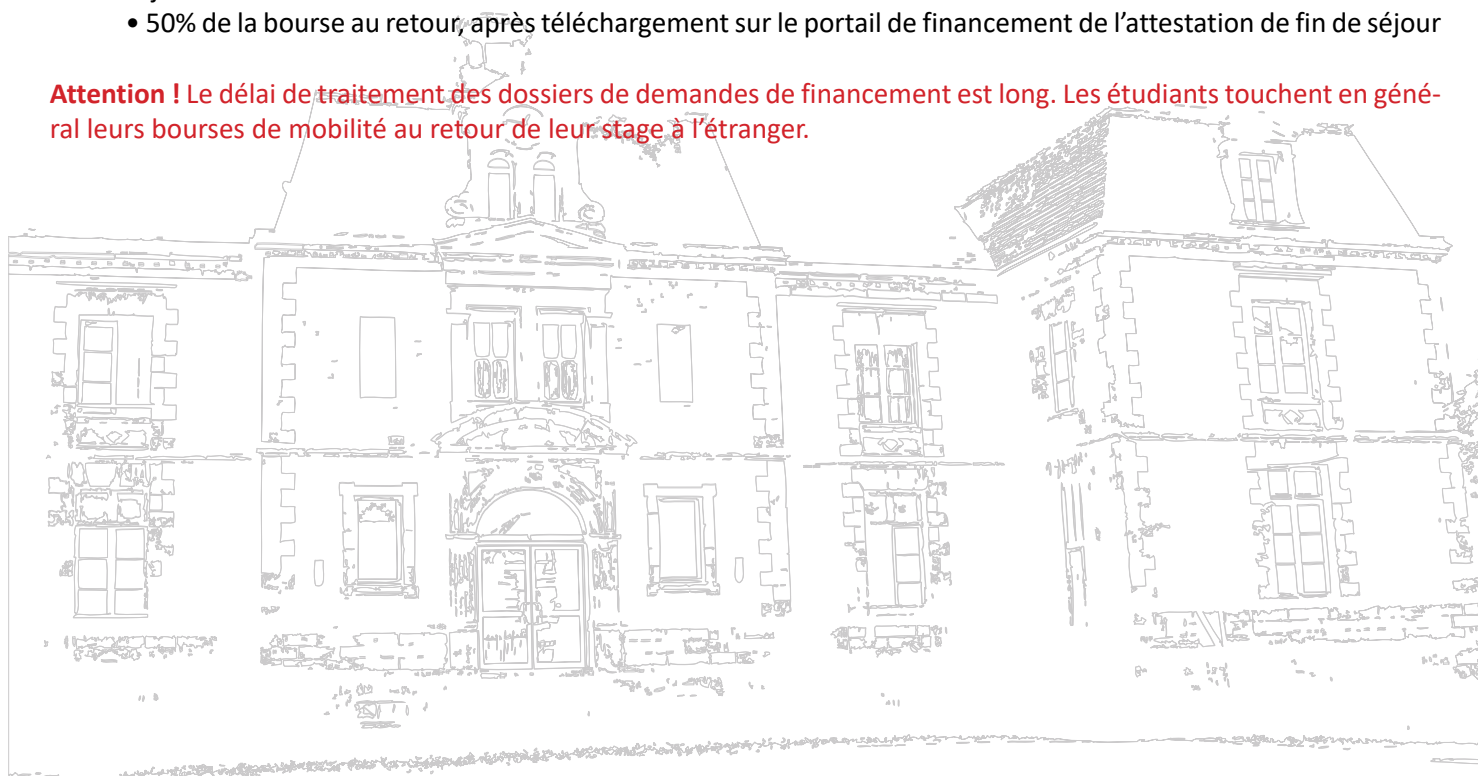 • 50% de la bourse au retour, après téléchargement sur le portail de financement de l’attestation de fin de séjour
Attention ! Le délai de traitement des dossiers de demandes de financement est long. Les étudiants touchent en géné-
ral leurs bourses de mobilité au retour de leur stage à l’étranger.